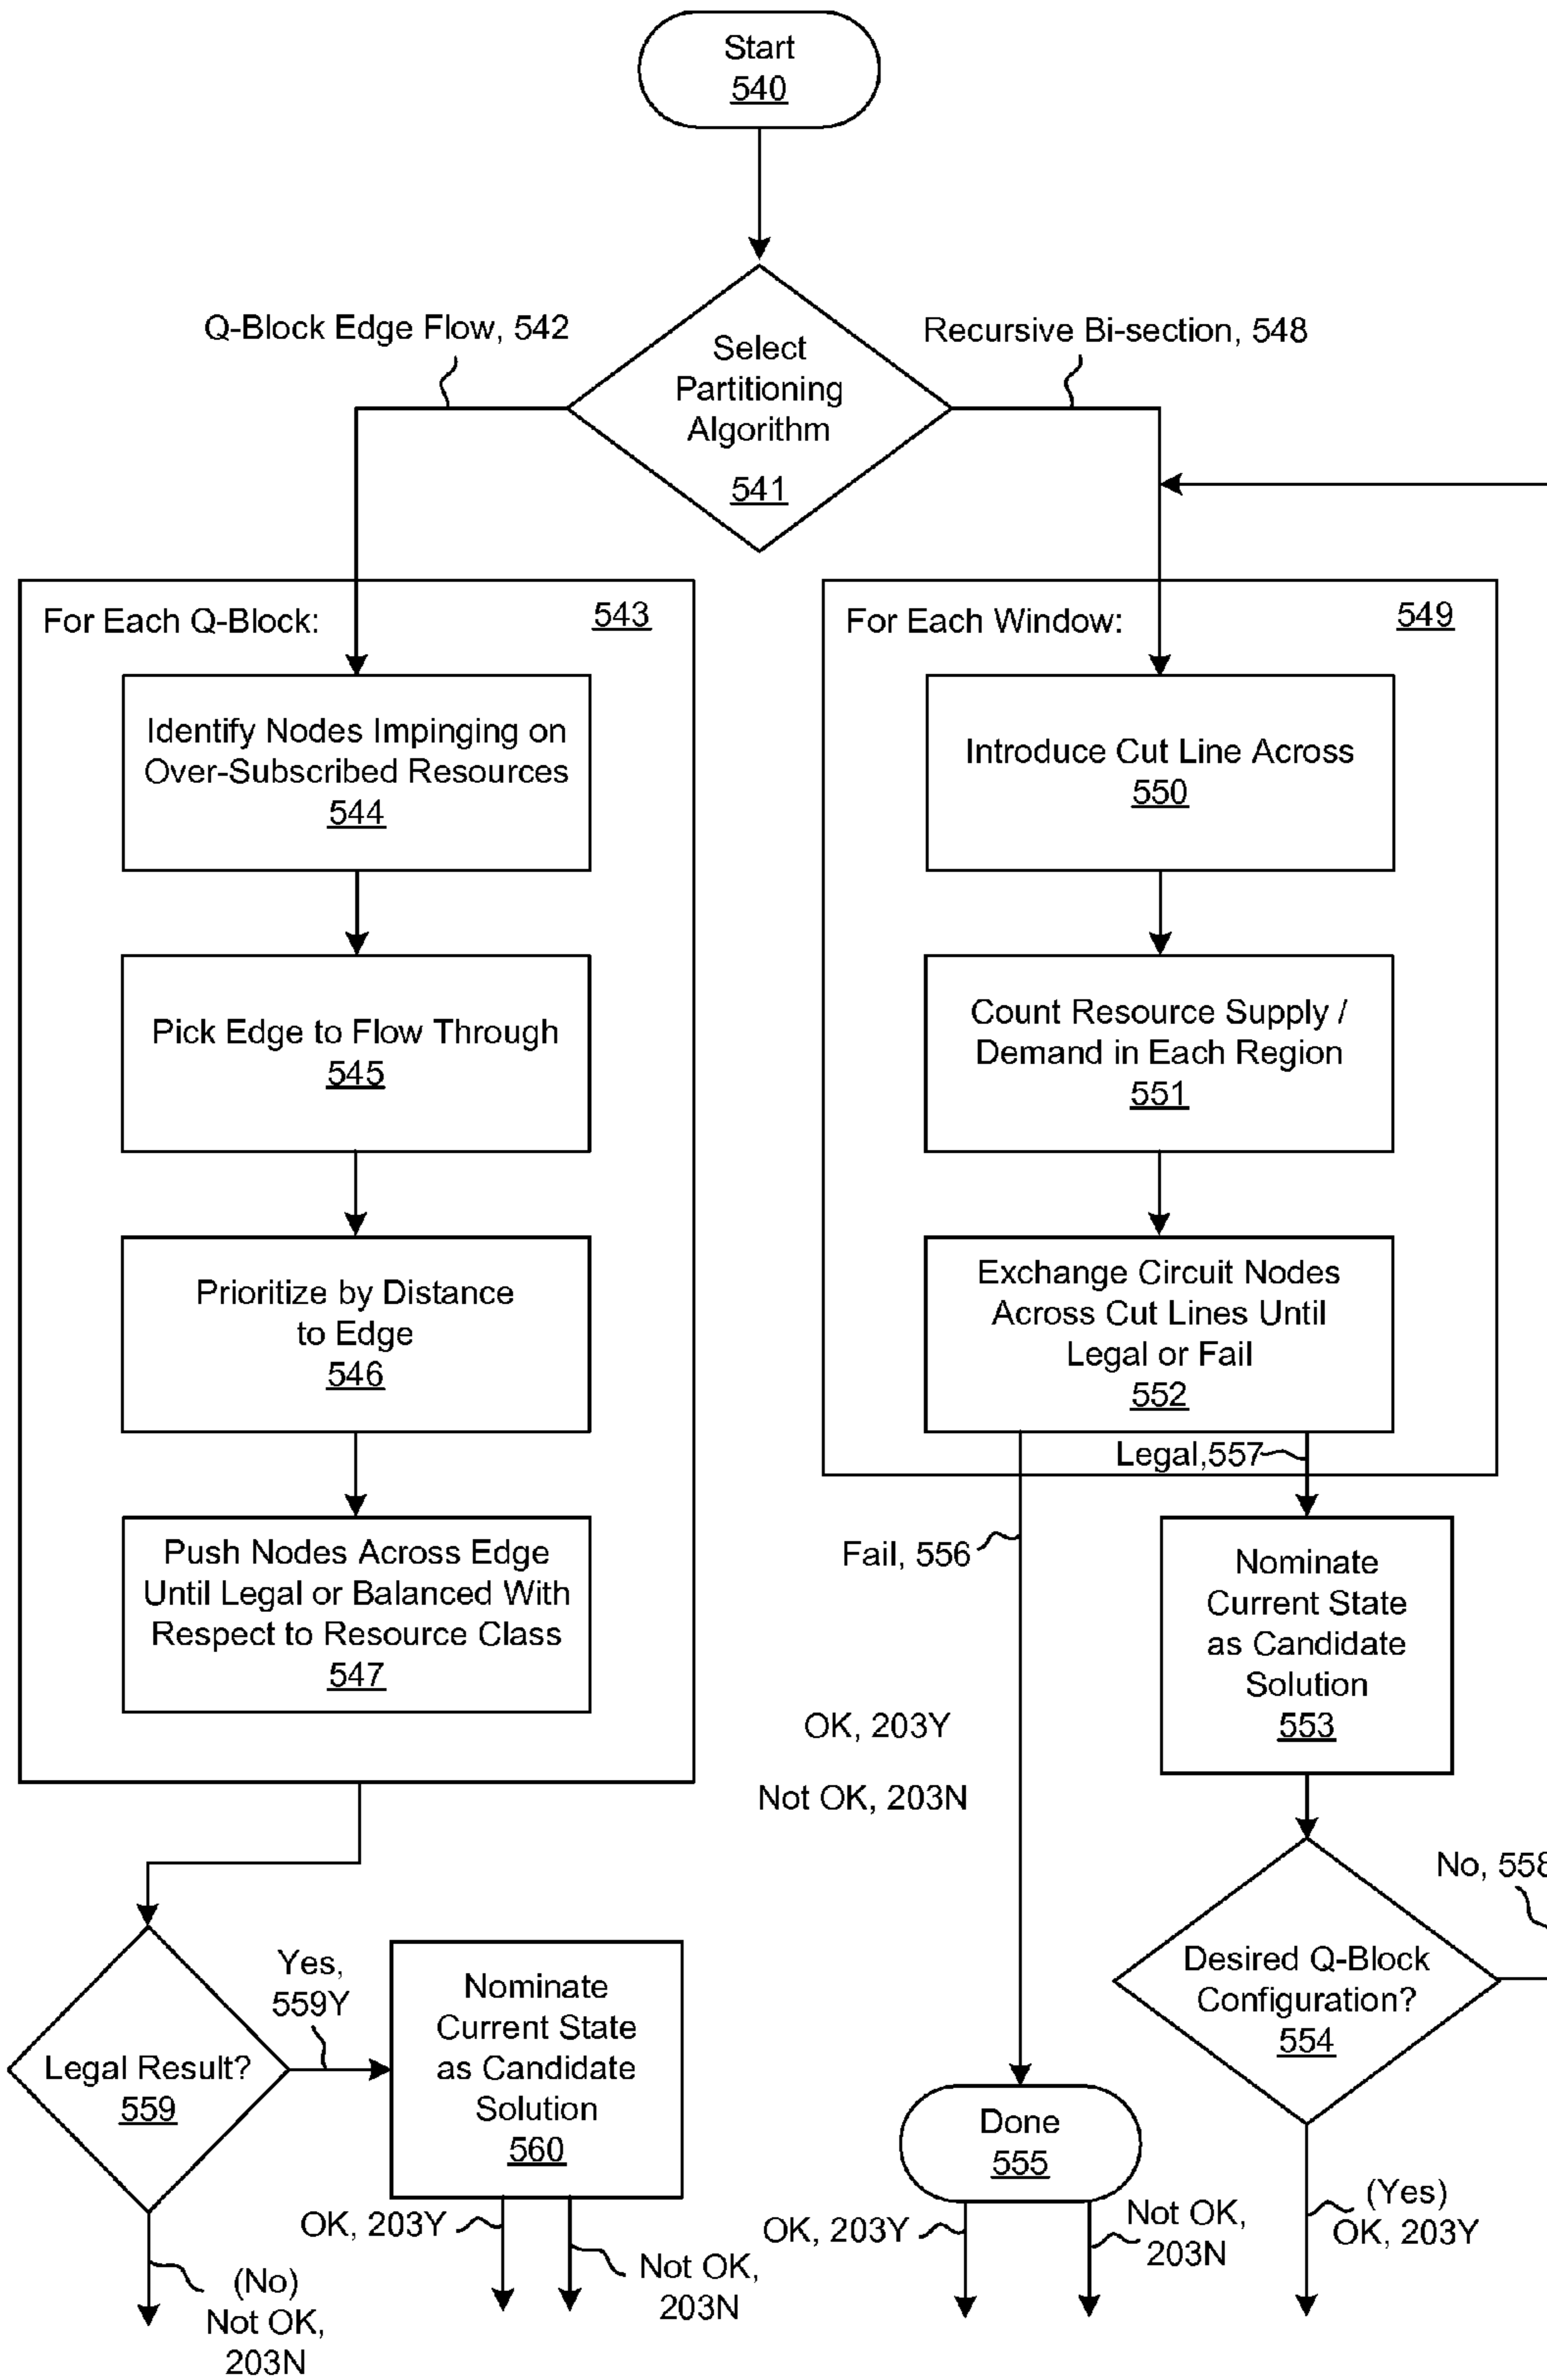 Start
540
Q-Block Edge Flow, 542
Recursive Bi-section, 548
Select
Partitioning
Algorithm
541
For Each Q-Block:
543
Identify Nodes Impinging on
Over-Subscribed Resources
544
Pick Edge to Flow Through
545
Prioritize by Distance
to Edge
546
Push Nodes Across Edge
Until Legal or Balanced With
Respect to Resource Class
547
For Each Window:
549
Introduce Cut Line Across
550
Count Resource Supply /
Demand in Each Region
551
Exchange Circuit Nodes
Across Cut Lines Until
Legal or Fail
552
Legal,557
Fail, 556
Nominate
Current State
as Candidate
Solution
553
OK, 203Y
Not OK, 203N
No, 558
Desired Q-Block
Configuration?
554
Legal Result?
559
Yes,
559Y
Nominate
Current State
as Candidate
Solution
560
(No)
Not OK,
203N
OK, 203Y
Not OK,
203N
Done
555
OK, 203Y
Not OK,
203N
(Yes)
OK, 203Y